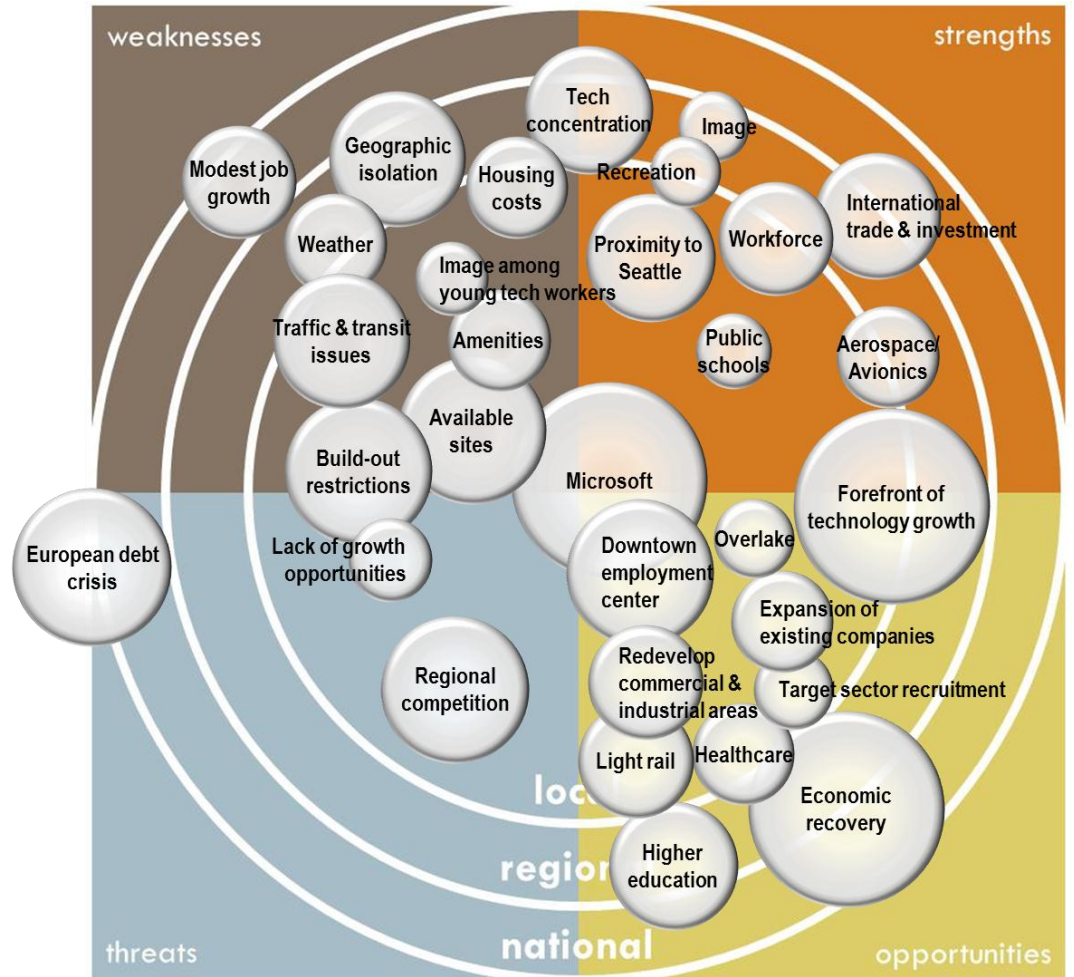 weaknesses
strengths
Tech
concentration
Image
Modest job
growth
Geographic
isolation
Housing
costs
Recreation
International
trade & investment
Weather
Proximity to
Seattle
Workforce
Image among
young tech workers
Traffic & transit
issues
Amenities
Public
schools
Aerospace/
Avionics
Available
sites
Build-out
restrictions
Microsoft
Forefront of
technology growth
European debt
crisis
Lack of growth
opportunities
Downtown
employment
center
Overlake
Expansion of
existing companies
Regional
competition
Redevelop
commercial &
industrial areas
Target sector recruitment
Light rail
Healthcare
local
Economic
recovery
Higher
education
regional
threats
national
opportunities